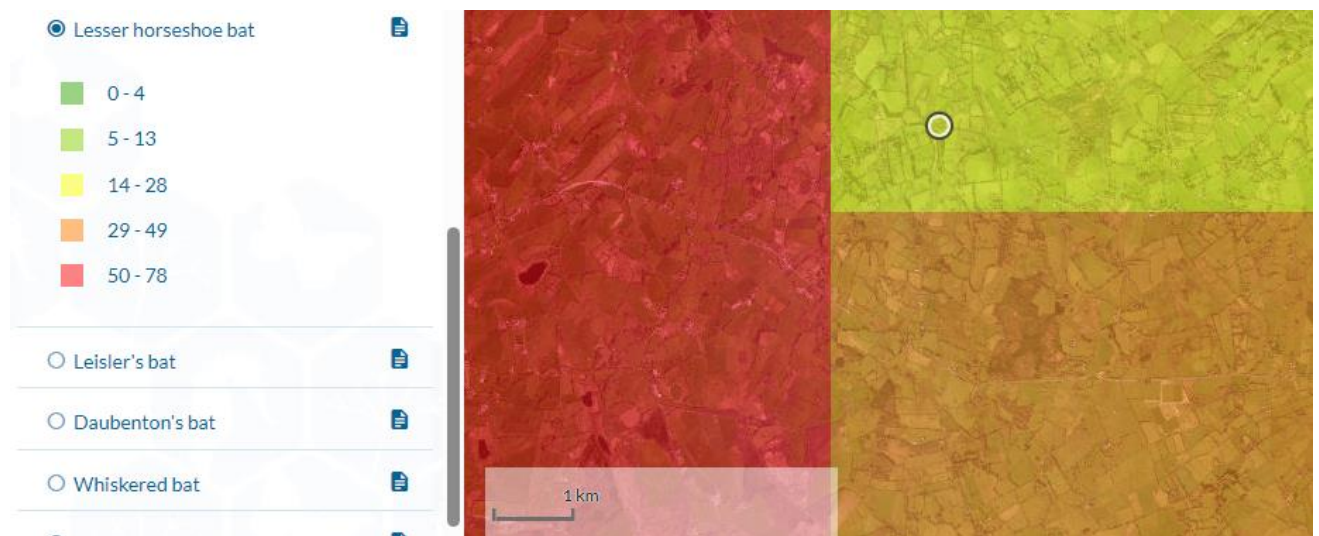 Lesser horseshoe bat
0 - 4
5 - 13
14 - 28
29 - 49
50 - 78
Leisler's bat
Daubenton's bat
Whiskered bat
1 km